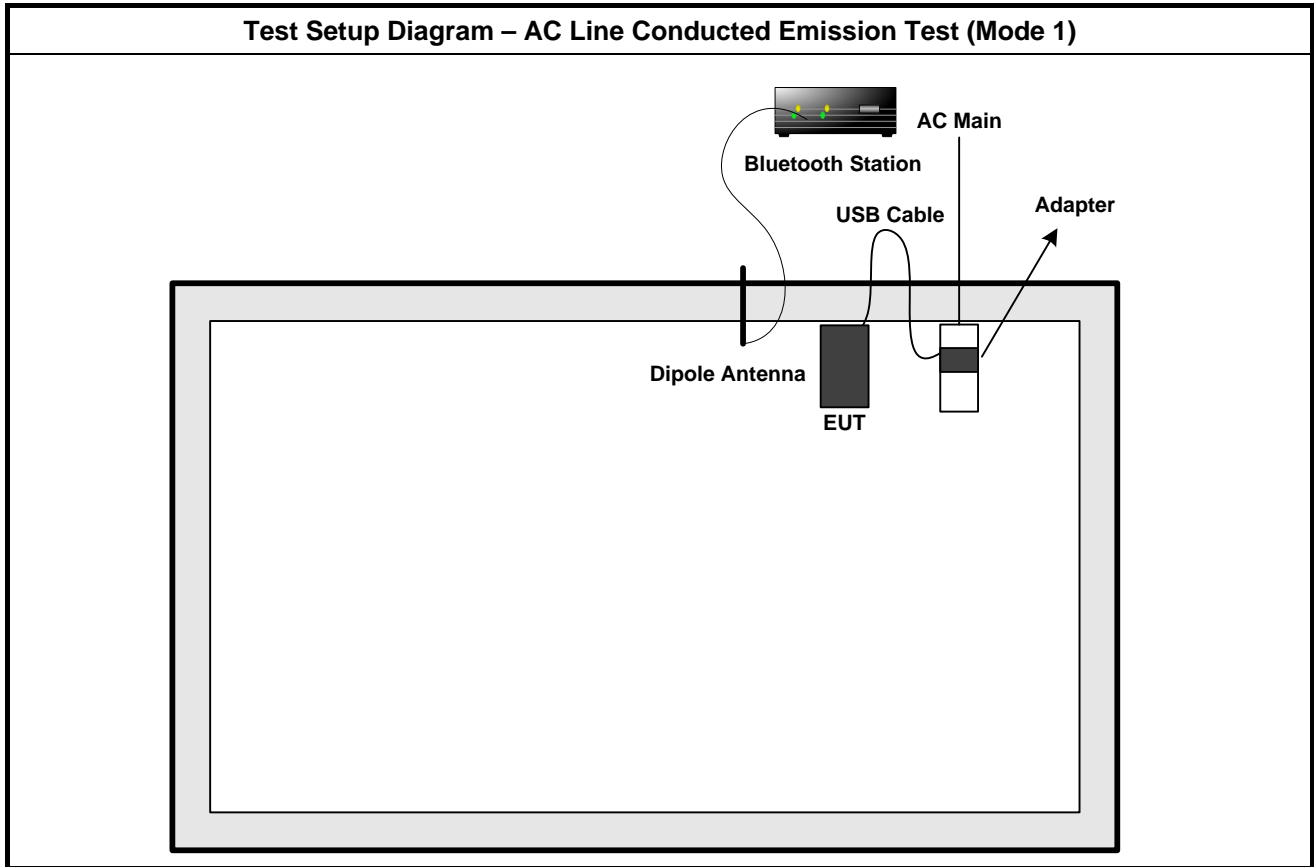 Test Setup Diagram – AC Line Conducted Emission Test (Mode 1)
AC Main
Bluetooth Station
Adapter
USB Cable
Dipole Antenna
EUT